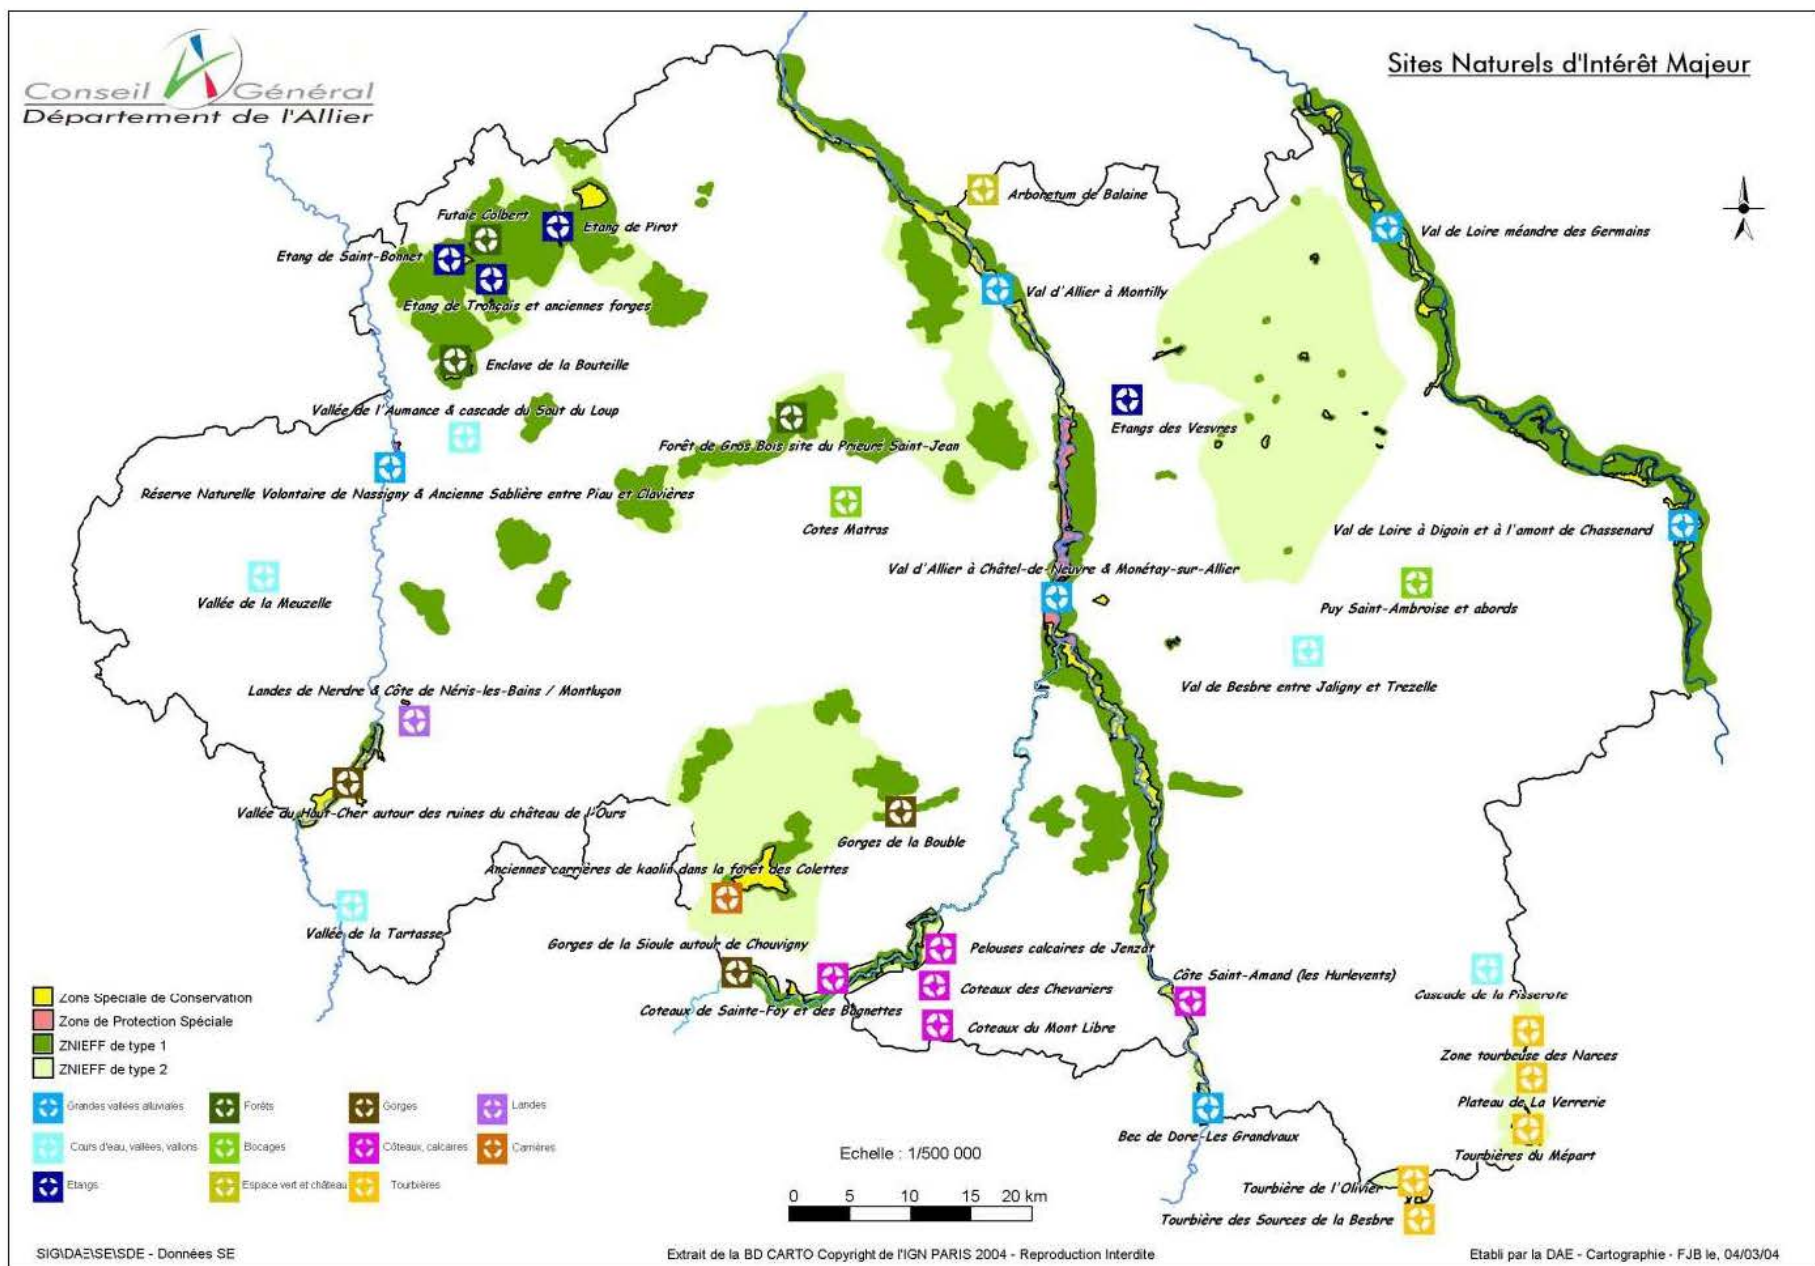 Conseil Général
Département de l'Allier
Sites Naturels d'Intérêt Majeur
Arboretum de Balaine
Futaie Colbert
Etang de Pirot
Val de Loire méandre des Germains
Etang de Saint-Bonnet
Val d'Allier à Montilly
Etang de Tronçais et anciennes forges
Enclave de la Bouteille
Vallée de l'Aumance & cascade du Saut du Loup
Etangs des Vesvres
Forêt de Gros Bois site du Prieuré Saint-Jean
Réserve Naturelle Volontaire de Nassigny & Ancienne Sablière entre Piau et Clavières
Cotes Matras
Val de Loire à Digoin et à l'amont de Chassenard
Val d'Allier à Châtel-de-Neuvre & Monétay-sur-Allier
Vallée de la Meuzelle
Puy Saint-Ambroise et abords
Landes de Nerdre & Côte de Néris-les-Bains / Montluçon
Val de Besbre entre Jaligny et Trezelle
Vallée du Haut-Cher autour des ruines du château de l'Ours
Gorges de la Bouble
Anciennes carrières de kaolin dans la forêt des Colettes
Vallée de la Tartasse
Gorges de la Sioule autour de Chouvigny
Pelouses calcaires de Jenzat
Côte Saint-Amand (les Hurlevents)
Coteaux des Chevariers
Cascade de la Pisserote
Coteaux de Sainte-Foy et des Bagnettes
Coteaux du Mont Libre
Zone tourbeuse des Narces
Plateau de La Verrerie
Bec de Dore-Les Grandvaux
Tourbières du Mépart
Tourbière de l'Olivier
Tourbière des Sources de la Besbre
Zone Spéciale de Conservation
Zone de Protection Spéciale
ZNIEFF de type 1
ZNIEFF de type 2
Grandes vallées alluviales
Forêts
Gorges
Landes
Cours d'eau, vallées, vallons
Bocages
Côteaux, calcaires
Carrières
Etangs
Espace vert et château
Tourbières
Echelle : 1/500 000
0 5 10 15 20 km
SIG\DAE\SE\SDE - Données SE
Extrait de la BD CARTO Copyright de l'IGN PARIS 2004 - Reproduction Interdite
Etabli par la DAE - Cartographie - FJB le, 04/03/04